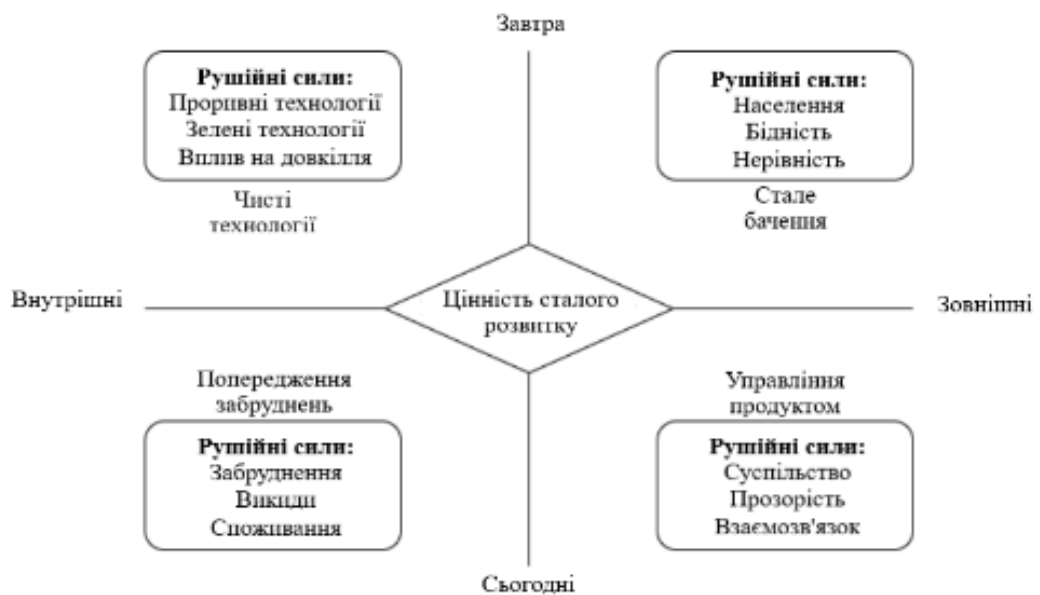 Завтра
Рушійні сили:
Проривні технології
Зелені технології
Вплив на довкілля
Чисті
технології
Рушійні сили:
Населення
Бідність
Нерівність
Стале
бачення
Внутрішні
Цінність сталого
розвитку
Зовнішні
Попередження
забруднень
Рушійні сили:
Забруднення
Викиди
Споживання
Управління
продуктом
Рушійні сили:
Суспільство
Прозорість
Взаємозв'язок
Сьогодні